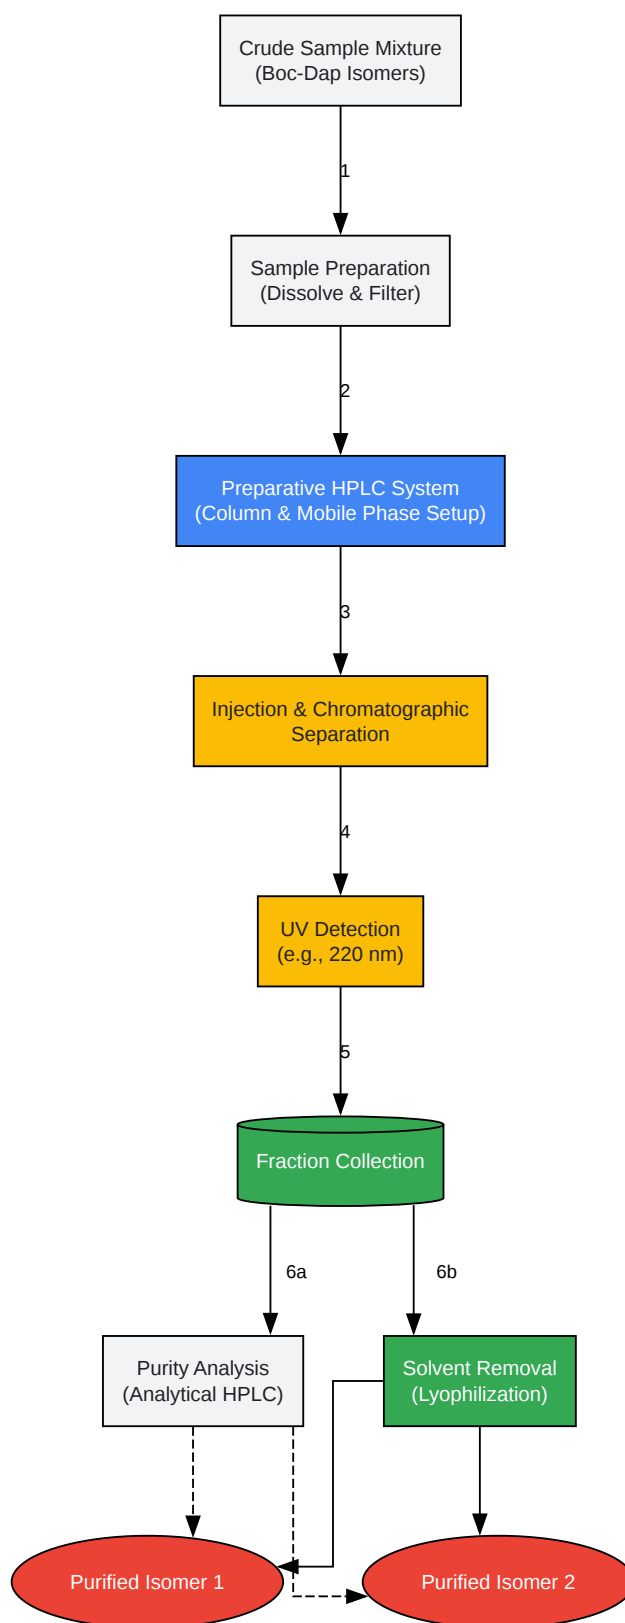 Crude Sample Mixture
(Boc-Dap Isomers)
1
Sample Preparation
(Dissolve & Filter)
2
Preparative HPLC System
(Column & Mobile Phase Setup)
3
Injection & Chromatographic
Separation
4
UV Detection
(e.g., 220 nm)
5
Fraction Collection
6a
6b
Purity Analysis
(Analytical HPLC)
Solvent Removal
(Lyophilization)
Purified Isomer 1
Purified Isomer 2